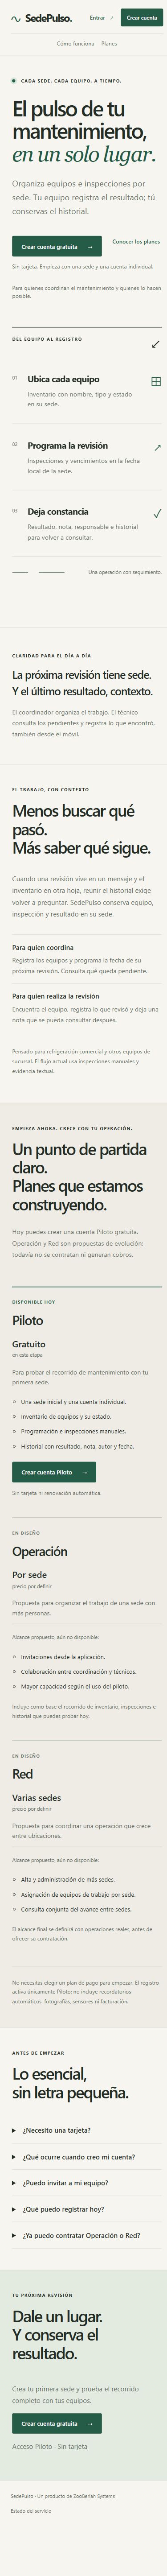 SedePulso.
Entrar ↗
Crear cuenta
Cómo funciona Planes
CADA SEDE, CADA EQUIPO, A TIEMPO.
El pulso de tu
mantenimiento,
en un solo lugar.
Organiza equipos e inspecciones por
sede. Tu equipo registra el resultado; tú
conservas el historial.
Crear cuenta gratuita →
Conocer los planes
Sin tarjeta. Empieza con una sede y una cuenta individual.
Para quienes coordinan el mantenimiento y quienes lo hacen
posible.
DEL EQUIPO AL REGISTRO
01 Ubica cada equipo
Inventario con nombre, tipo y estado
en su sede.
02 Programa la revisión
Inspecciones y vencimientos en la fecha
local de la sede.
03 Deja constancia
Resultado, nota, responsable e historial
para volver a consultar.
Una operación con seguimiento.
CLARIDAD PARA EL DÍA A DÍA
La próxima revisión tiene sede.
Y el último resultado, contexto.
El coordinador organiza el trabajo. El técnico
consulta los pendientes y registra lo que encontró,
también desde el móvil.
EL TRABAJO, CON CONTEXTO
Menos buscar qué
pasó.
Más saber qué sigue.
Cuando una revisión vive en un mensaje y el
inventario en otra hoja, reunir el historial exige
volver a preguntar. SedePulso conserva equipo,
inspección y resultado en su sede.
Para quien coordina
Registra los equipos y programa la fecha de su
próxima revisión. Consulta qué queda pendiente.
Para quien realiza la revisión
Encuentra el equipo, registra lo que revisó y deja una
nota que se pueda consultar después.
Pensado para refrigeración comercial y otros equipos de
sucursal. El flujo actual usa inspecciones manuales y
evidencia textual.
EMPIEZA AHORA. CRECE CON TU OPERACIÓN.
Un punto de partida
claro.
Planes que estamos
construyendo.
Hoy puedes crear una cuenta Piloto gratuita.
Operación y Red son propuestas de evolución:
todavía no se contratan ni generan cobros.
DISPONIBLE HOY
Piloto
Gratuito
en esta etapa
Para probar el recorrido de mantenimiento con tu
primera sede.
Una sede inicial y una cuenta individual.
Inventario de equipos y su estado.
Programación e inspecciones manuales.
Historial con resultado, nota, autor y fecha.
Crear cuenta Piloto →
Sin tarjeta ni renovación automática.
EN DISEÑO
Operación
Por sede
precio por definir
Propuesta para organizar el trabajo de una sede con
más personas.
Alcance propuesto, aún no disponible:
Invitaciones desde la aplicación.
Colaboración entre coordinación y técnicos.
Mayor capacidad según el uso del piloto.
Incluye como base el recorrido de inventario, inspecciones e
historial que puedes probar hoy.
EN DISEÑO
Red
Varias sedes
precio por definir
Propuesta para coordinar una operación que crece
entre ubicaciones.
Alcance propuesto, aún no disponible:
Alta y administración de más sedes.
Asignación de equipos de trabajo por sede.
Consulta conjunta del avance entre sedes.
El alcance final se definirá con operaciones reales, antes de
ofrecer su contratación.
No necesitas elegir un plan de pago para empezar. El registro
activa únicamente Piloto; no incluye recordatorios
automáticos, fotografías, sensores ni facturación.
ANTES DE EMPEZAR
Lo esencial,
sin letra pequeña.
¿Necesito una tarjeta?
¿Qué ocurre cuando creo mi cuenta?
¿Puedo invitar a mi equipo?
¿Qué puedo registrar hoy?
¿Ya puedo contratar Operación o Red?
TU PRÓXIMA REVISIÓN
Dale un lugar.
Y conserva el
resultado.
Crea tu primera sede y prueba el recorrido
completo con tus equipos.
Crear cuenta gratuita →
Acceso Piloto · Sin tarjeta
SedePulso · Un producto de ZooBeriaIn Systems
Estado del servicio